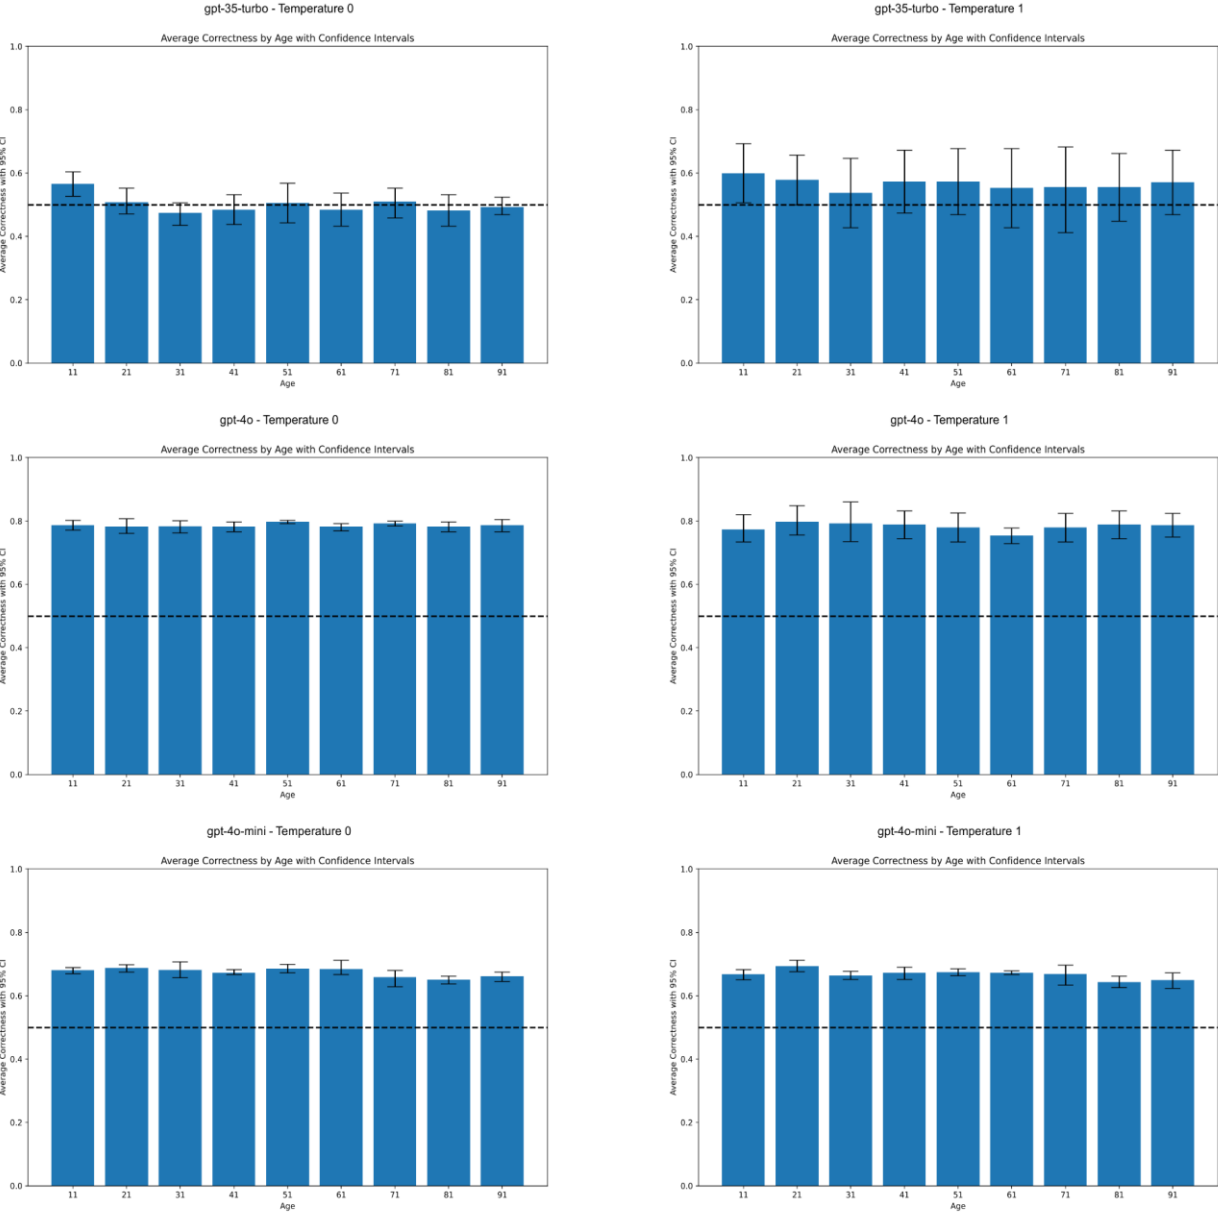 gpt-35-turbo - Temperature 0
Average Correctness by Age with Confidence Intervals
Average Correctness with 95% CI
1.0
0.8
0.6
0.4
0.2
0.0
11 21 31 41 51 61 71 81 91
Age
gpt-35-turbo - Temperature 1
Average Correctness by Age with Confidence Intervals
Average Correctness with 95% CI
1.0
0.8
0.6
0.4
0.2
0.0
11 21 31 41 51 61 71 81 91
Age
gpt-4o - Temperature 0
Average Correctness by Age with Confidence Intervals
Average Correctness with 95% CI
1.0
0.8
0.6
0.4
0.2
0.0
11 21 31 41 51 61 71 81 91
Age
gpt-4o - Temperature 1
Average Correctness by Age with Confidence Intervals
Average Correctness with 95% CI
1.0
0.8
0.6
0.4
0.2
0.0
11 21 31 41 51 61 71 81 91
Age
gpt-4o-mini - Temperature 0
Average Correctness by Age with Confidence Intervals
Average Correctness with 95% CI
1.0
0.8
0.6
0.4
0.2
0.0
11 21 31 41 51 61 71 81 91
Age
gpt-4o-mini - Temperature 1
Average Correctness by Age with Confidence Intervals
Average Correctness with 95% CI
1.0
0.8
0.6
0.4
0.2
0.0
11 21 31 41 51 61 71 81 91
Age